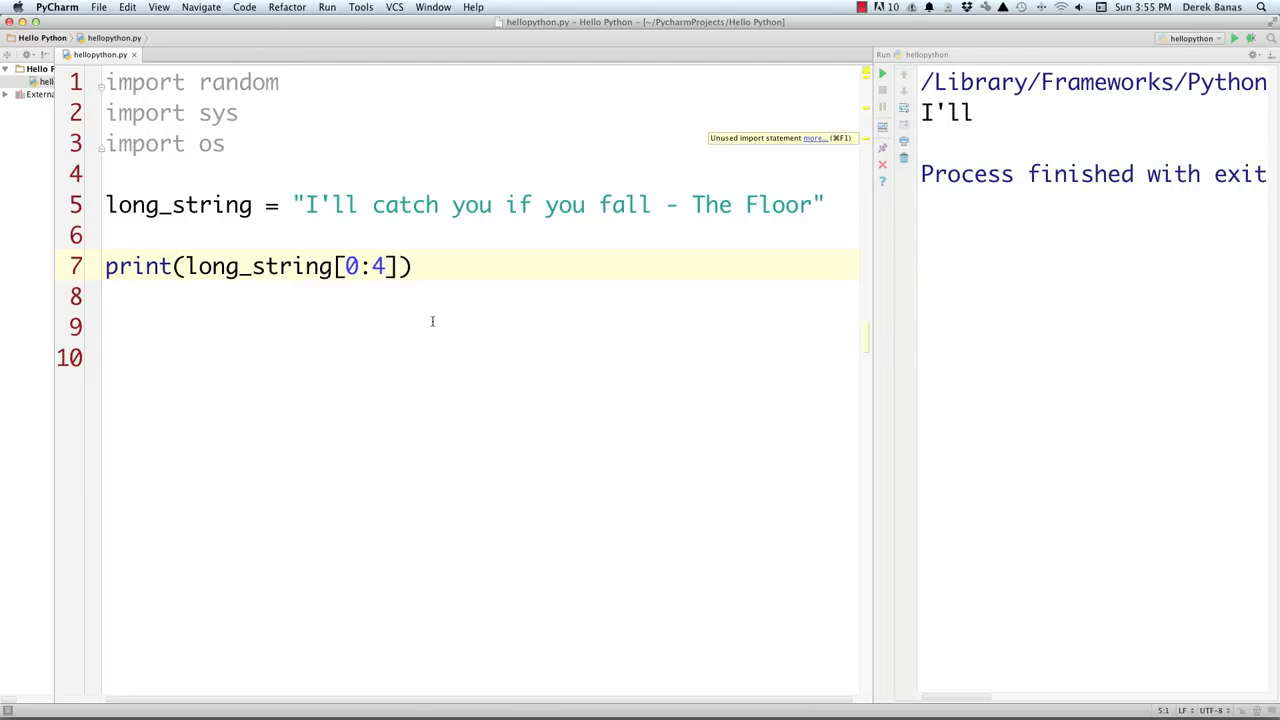 PyCharm File Edit View Navigate Code Refactor Run Tools VCS Window Help 10 Sun 3:55 PM Derek Banas
hellopython.py – Hello Python – [~/PycharmProjects/Hello Python]
Hello Python hellopython.py hellopython
hellopython.py Run hellopython
Hello P
hell
Externa
1 import random
2 import sys
3 import os
Unused import statement more... (⌘F1)
4
5 long_string = "I'll catch you if you fall - The Floor"
6
7 print(long_string[0:4])
8
9
10
/Library/Frameworks/Python
I'll
Process finished with exit
5:1 LF UTF-8